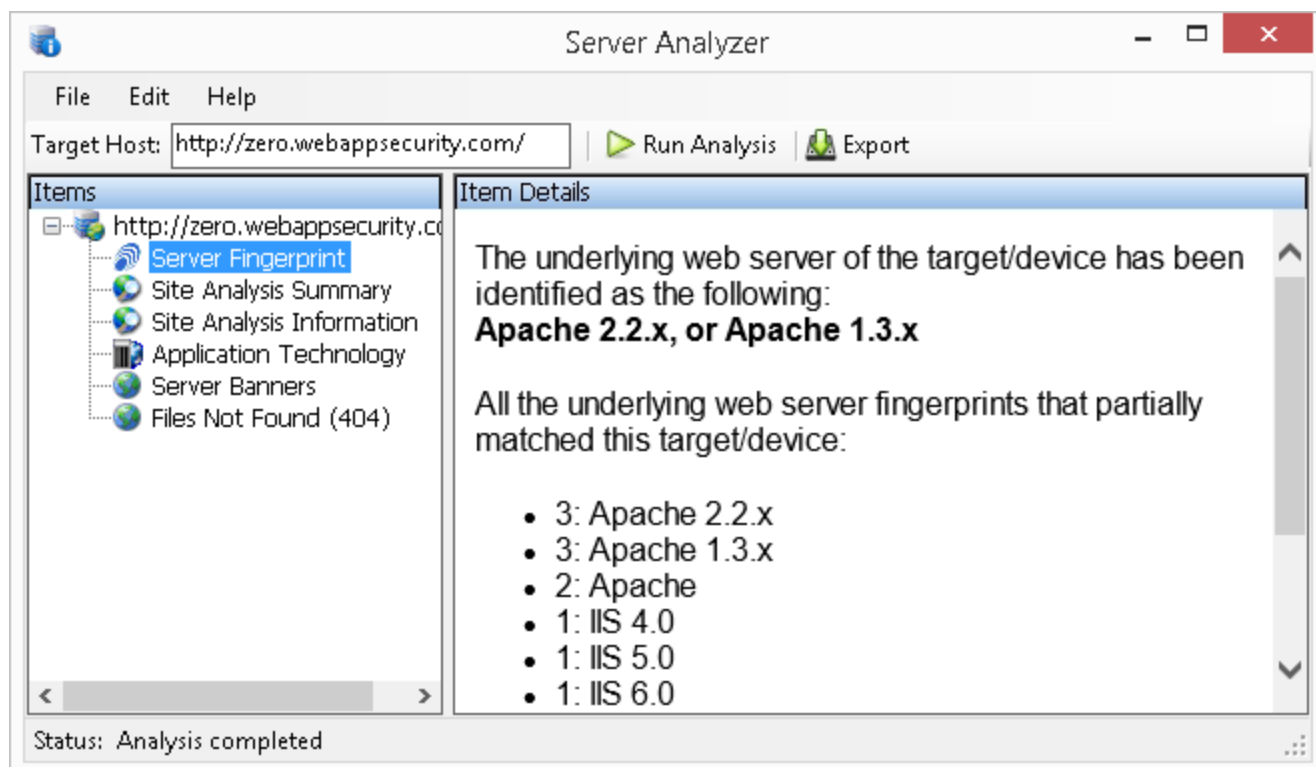 Server Analyzer
File Edit Help
Target Host: http://zero.webappsecurity.com/ Run Analysis Export
Items
http://zero.webappsecurity.co
Server Fingerprint
Site Analysis Summary
Site Analysis Information
Application Technology
Server Banners
Files Not Found (404)
Item Details
The underlying web server of the target/device has been
identified as the following:
Apache 2.2.x, or Apache 1.3.x
All the underlying web server fingerprints that partially
matched this target/device:
• 3: Apache 2.2.x
• 3: Apache 1.3.x
• 2: Apache
• 1: IIS 4.0
• 1: IIS 5.0
• 1: IIS 6.0
Status: Analysis completed